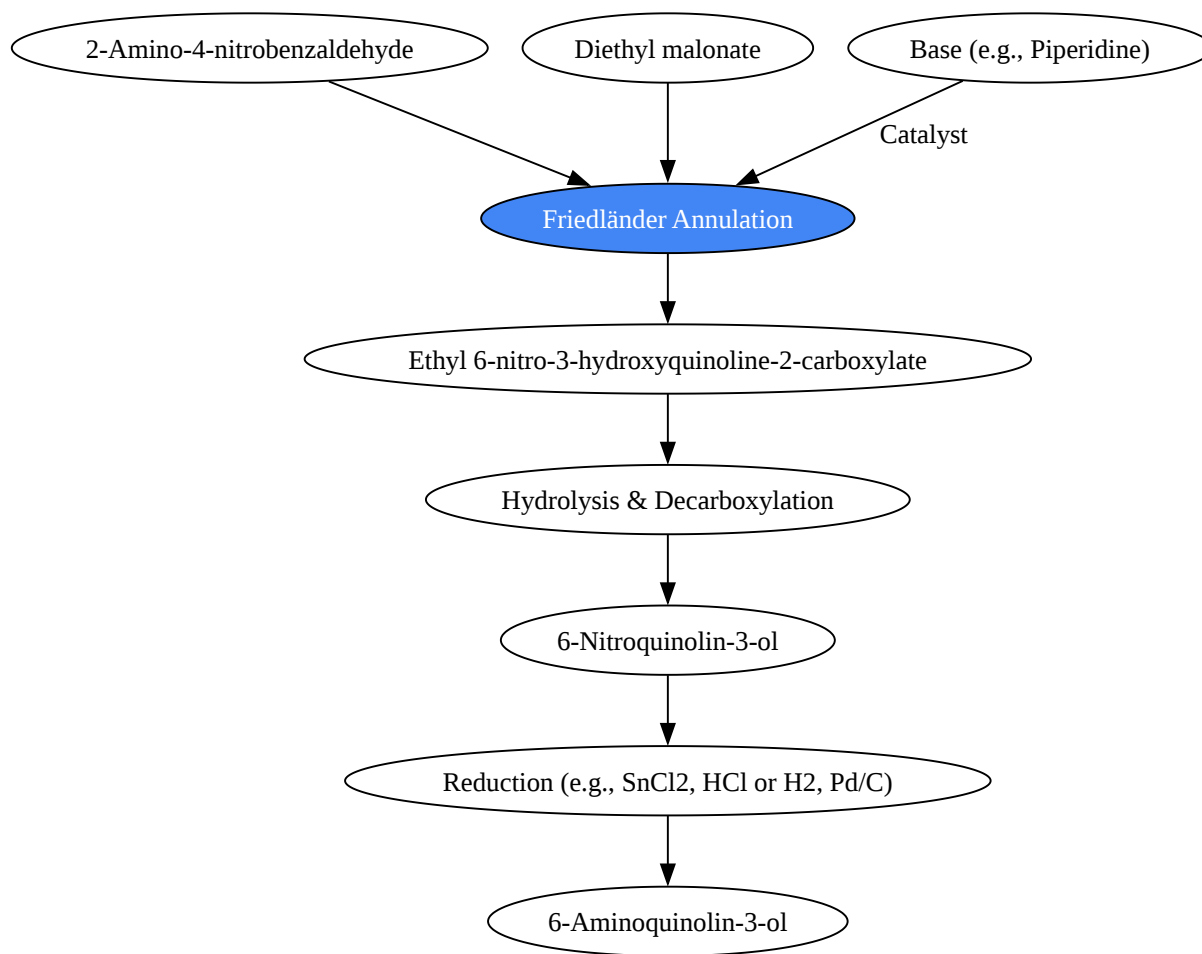 2-Amino-4-nitrobenzaldehyde
Diethyl malonate
Base (e.g., Piperidine)
Catalyst
Friedländer Annulation
Ethyl 6-nitro-3-hydroxyquinoline-2-carboxylate
Hydrolysis & Decarboxylation
6-Nitroquinolin-3-ol
Reduction (e.g., SnCl2, HCl or H2, Pd/C)
6-Aminoquinolin-3-ol